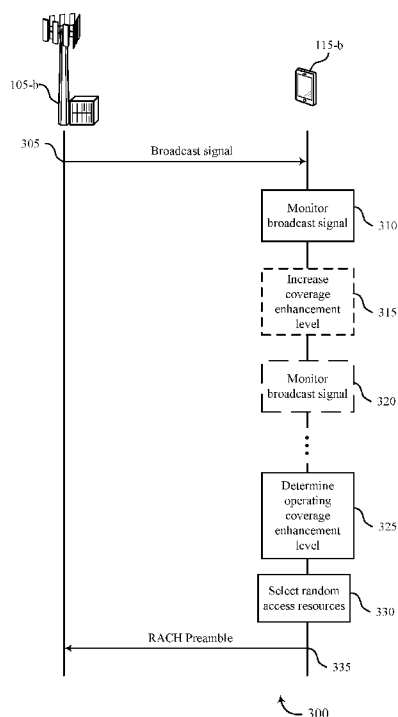 115-b
105-b
305
Broadcast signal
Monitor
broadcast signal
310
Increase
coverage
enhancement
level
315
Monitor
broadcast signal
320
Determine
operating
coverage
enhancement
level
325
Select random
access resources
330
RACH Preamble
335
300